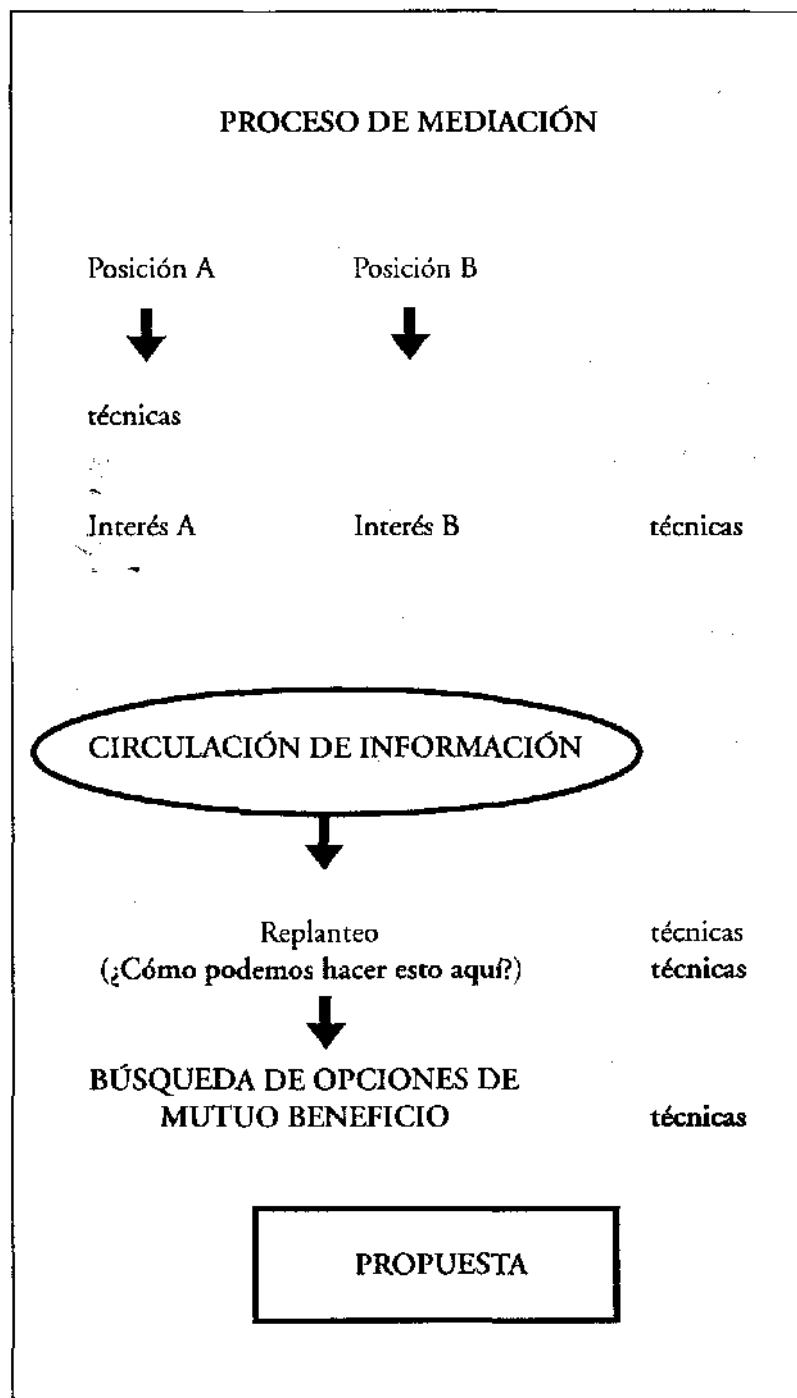 PROCESO DE MEDIACIÓN
Posición A Posición B
técnicas
Interés A Interés B técnicas
CIRCULACIÓN DE INFORMACIÓN
Replanteo técnicas
(¿Cómo podemos hacer esto aquí?) técnicas
BÚSQUEDA DE OPCIONES DE
MUTUO BENEFICIO técnicas
PROPUESTA